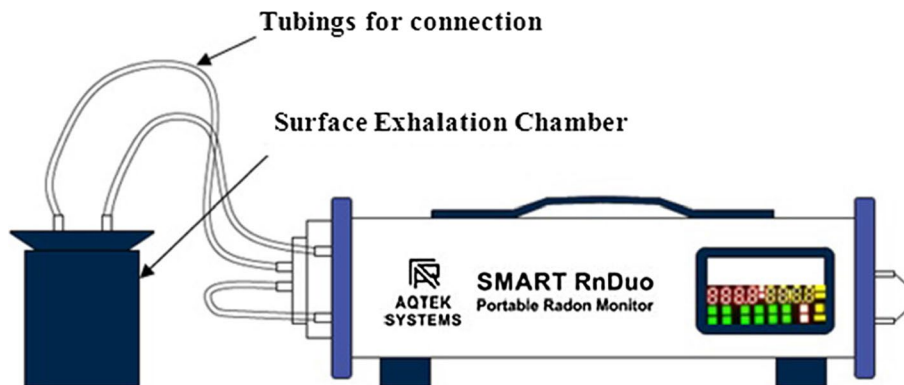 Tubings for connection
Surface Exhalation Chamber
AQTEK
SYSTEMS
SMART RnDuo
Portable Radon Monitor